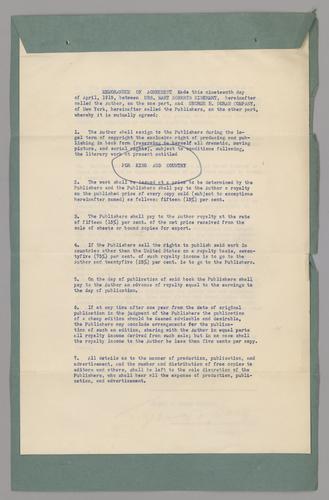 MEMORANDUM OF AGREEMENT made this nineteenth day
of April, 1915, between MRS. MARY ROBERTS RINEHART, hereinafter
called the Author, on the one part, and GEORGE H. DORAN COMPANY,
of New York, hereinafter called the Publishers, on the other part,
whereby it is mutually agreed;
1. The Author shall assign to the Publishers during the le-
gal term of copyright the exclusive right of producing and pub-
lishing in book form (reserving to herself all dramatic, moving
picture, and serial rights), subject to conditions following,
the literary work at present entitled
FOR KING AND COUNTRY
2. The work shall be issued at a price to be determined by the
Publishers and the Publishers shall pay to the Author a royalty
on the published price of every copy sold (subject to exceptions
hereinafter named) as follows: fifteen (15%) per cent.
3. The Publishers shall pay to the Author royalty at the rate
of fifteen (15%) per cent. of the net price received from the
sale of sheets or bound copies for export.
4. If the Publishers sell the rights to publish said work in
countries other than the United States on a royalty basis, seven-
tyfive (75%) per cent. of such royalty income is to go to the
Author and twentyfive (25%) per cent. is to go to the Publishers.
5. On the day of publication of said book the Publishers shall
pay to the Author an advance of royalty equal to the earnings to
the day of publication.
6. If at any time after one year from the date of original
publication in the judgment of the Publishers the publication
of a cheap edition should be deemed advisable and desirable,
the Publishers may conclude arrangements for the publica-
tion of such an edition, sharing with the Author in equal parts
all royalty income derived from such sale; but in no case shall
the royalty income to the Author be less than five cents per copy.
7. All details as to the manner of production, publication, and
advertisement, and the number and distribution of free copies to
editors and others, shall be left to the sole discretion of the
Publishers, who shall bear all the expense of production, publi-
cation, and advertisement.